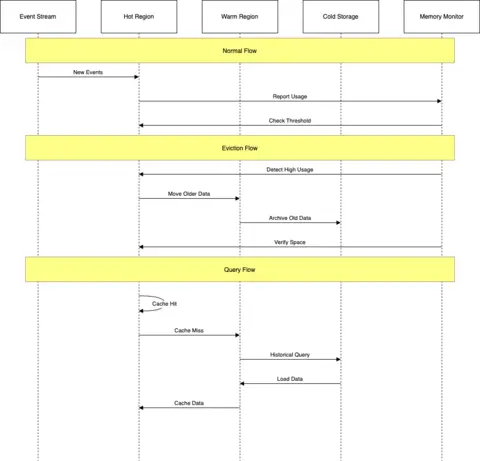 Event Stream
Hot Region
Warm Region
Cold Storage
Memory Monitor
Normal Flow
New Events
Report Usage
Check Threshold
Eviction Flow
Detect High Usage
Move Older Data
Archive Old Data
Verify Space
Query Flow
Cache Hit
Cache Miss
Historical Query
Load Data
Cache Data